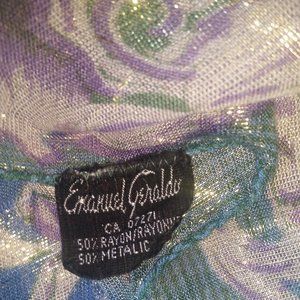 Emanuel Geraldo
CA 07271
50% RAYON/RAYONNE
50% METALIC